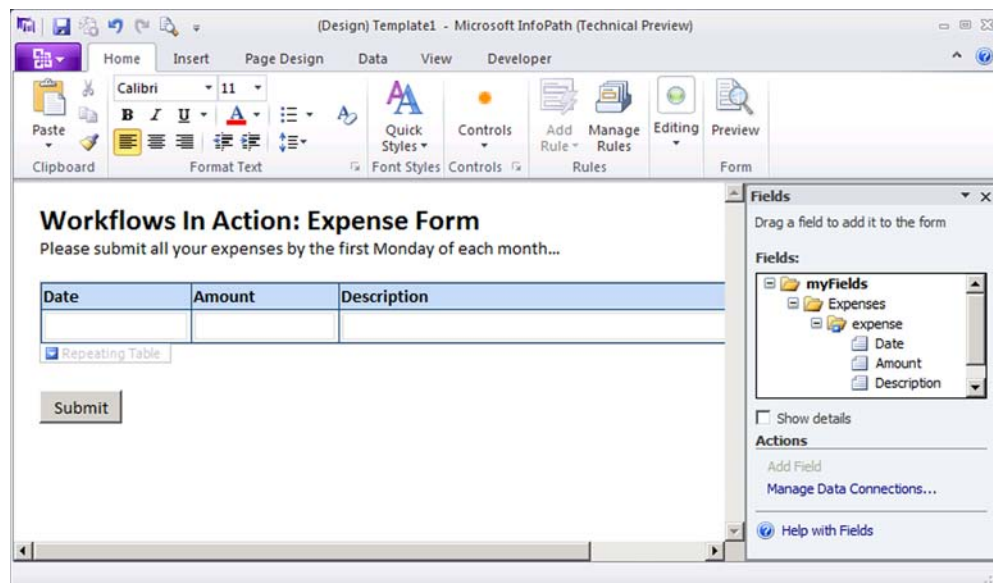 (Design) Template1 - Microsoft InfoPath (Technical Preview)
Home Insert Page Design Data View Developer
Paste
Clipboard
Calibri 11
B I U A
Format Text
Quick Styles
Font Styles
Controls
Controls
Add Rule
Manage Rules
Rules
Editing
Preview
Form
Workflows In Action: Expense Form
Please submit all your expenses by the first Monday of each month...
Date Amount Description
Repeating Table
Submit
Fields
Drag a field to add it to the form
Fields:
myFields
Expenses
expense
Date
Amount
Description
Show details
Actions
Add Field
Manage Data Connections...
Help with Fields